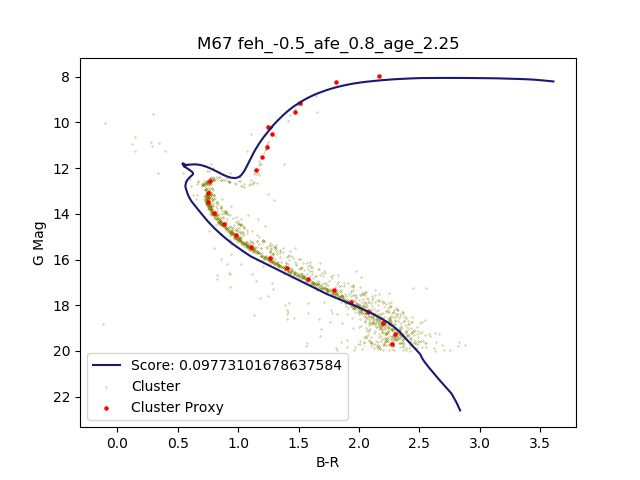 M67 feh_-0.5_afe_0.8_age_2.25
8
10
12
14
16
18
20
22
G Mag
Score: 0.09773101678637584
Cluster
Cluster Proxy
0.0 0.5 1.0 1.5 2.0 2.5 3.0 3.5
B-R